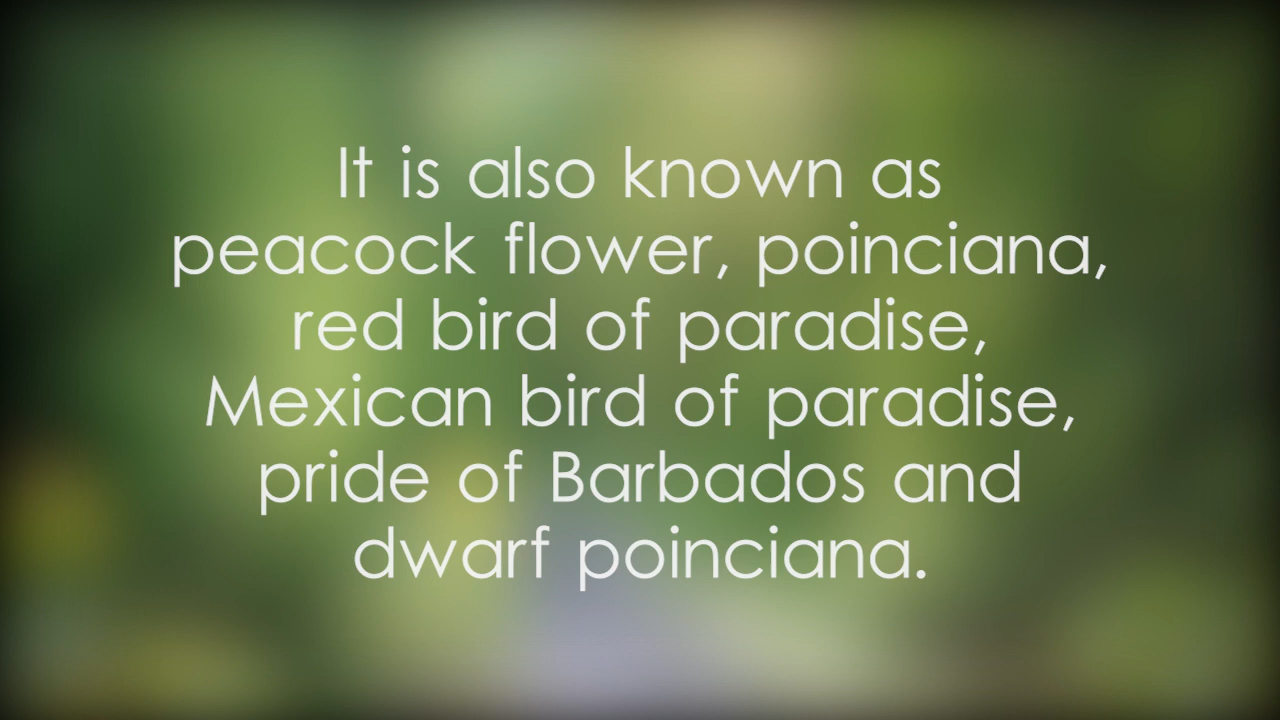 It is also known as
peacock flower, poinciana,
red bird of paradise,
Mexican bird of paradise,
pride of Barbados and
dwarf poinciana.